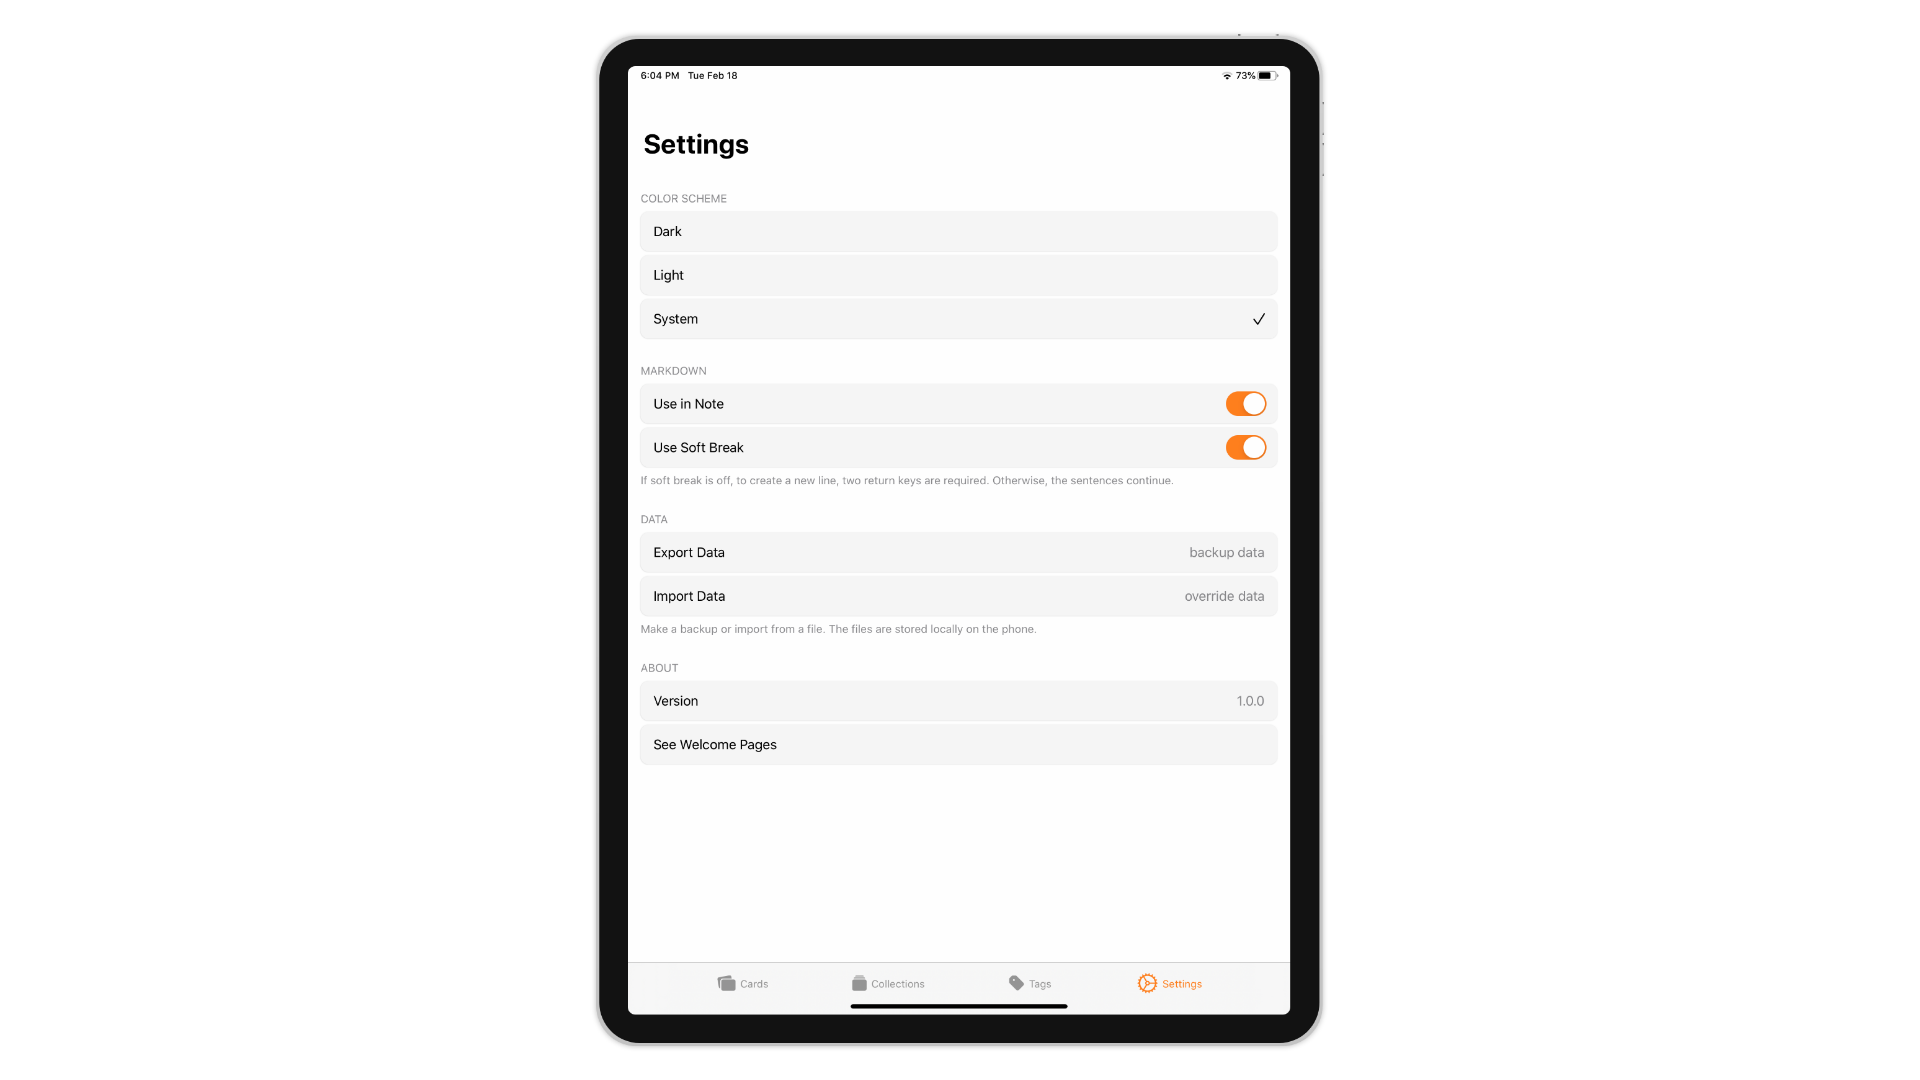 6:04 PM Tue Feb 18
73%
Settings
COLOR SCHEME
Dark
Light
System
MARKDOWN
Use in Note
Use Soft Break
If soft break is off, to create a new line, two return keys are required. Otherwise, the sentences continue.
DATA
Export Data backup data
Import Data override data
Make a backup or import from a file. The files are stored locally on the phone.
ABOUT
Version 1.0.0
See Welcome Pages
Cards Collections Tags Settings